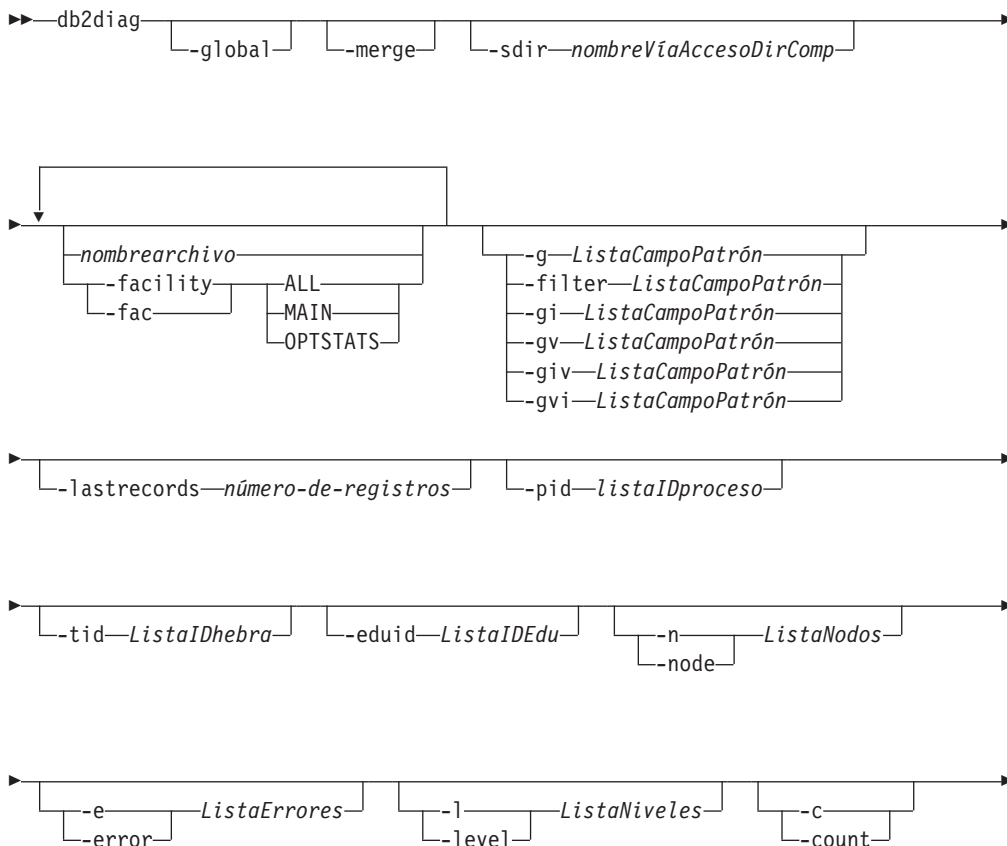 db2diag -global -merge -sdir nombreVíaAccesoDirComp
nombrearchivo
-facility ALL
-fac MAIN
OPTSTATS
-g ListaCampoPatrón
-filter ListaCampoPatrón
-gi ListaCampoPatrón
-gv ListaCampoPatrón
-giv ListaCampoPatrón
-gvi ListaCampoPatrón
-lastrecords número-de-registros -pid listaIDproceso
-tid ListaIDhebra -eduid ListaIDEdu -n ListaNodos
-node
-e ListaErrores -l ListaNiveles -c
-error -level -count